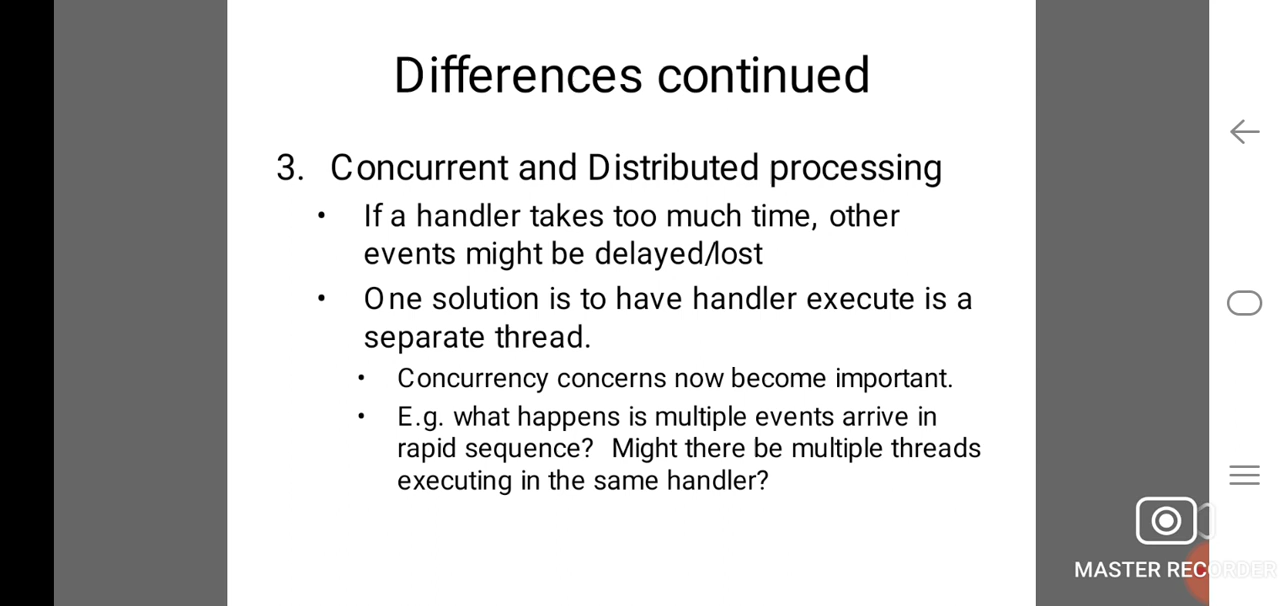 Differences continued
3. Concurrent and Distributed processing
• If a handler takes too much time, other
events might be delayed/lost
• One solution is to have handler execute is a
separate thread.
• Concurrency concerns now become important.
• E.g. what happens is multiple events arrive in
rapid sequence? Might there be multiple threads
executing in the same handler?
MASTER RECORDER